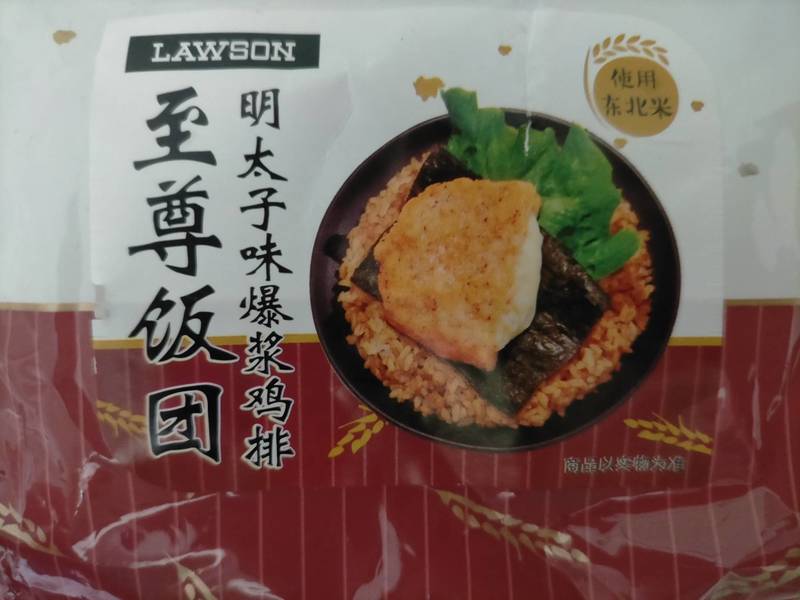 LAWSON
至尊饭团
明太子味爆浆鸡排
使用
东北米
商品以实物为准